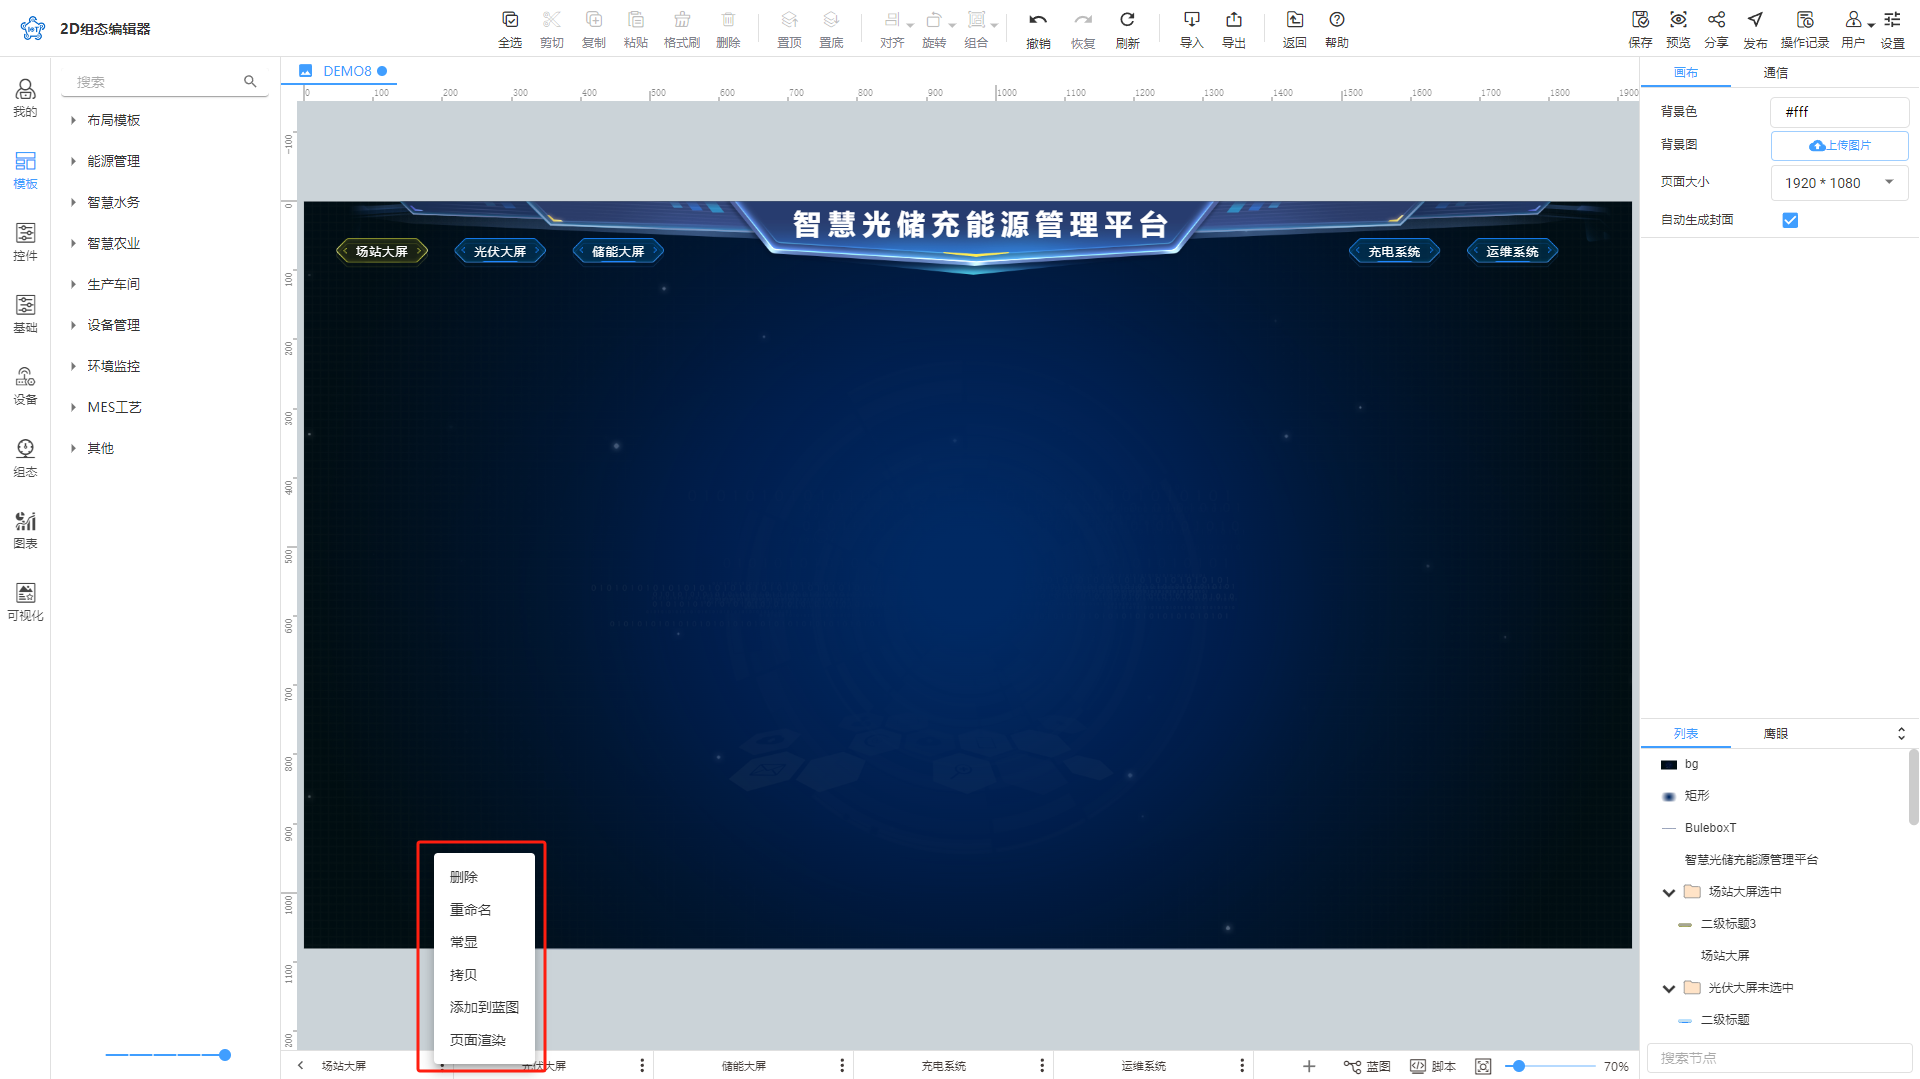 2D组态编辑器
全选 剪切 复制 粘贴 格式刷 删除 置顶 置底 对齐 旋转 组合 撤销 恢复 刷新 导入 导出 返回 帮助 保存 预览 分享 发布 操作记录 用户 设置
我的
模板
控件
基础
设备
组态
图表
可视化
搜索
布局模板
能源管理
智慧水务
智慧农业
生产车间
设备管理
环境监控
MES工艺
其他
DEMO8
0 100 200 300 400 500 600 700 800 900 1000 1100 1200 1300 1400 1500 1600 1700 1800 1900
-100 0 100 200 300 400 500 600 700 800 900 1000 1100 200
智慧光储充能源管理平台
场站大屏 光伏大屏 储能大屏 充电系统 运维系统
删除
重命名
常显
拷贝
添加到蓝图
页面渲染
场站大屏 光伏大屏 储能大屏 充电系统 运维系统 蓝图 脚本 70%
画布 通信
背景色 #fff
背景图 上传图片
页面大小 1920 * 1080
自动生成封面
列表 鹰眼
bg
矩形
BuleboxT
智慧光储充能源管理平台
场站大屏选中
二级标题3
场站大屏
光伏大屏未选中
二级标题
搜索节点